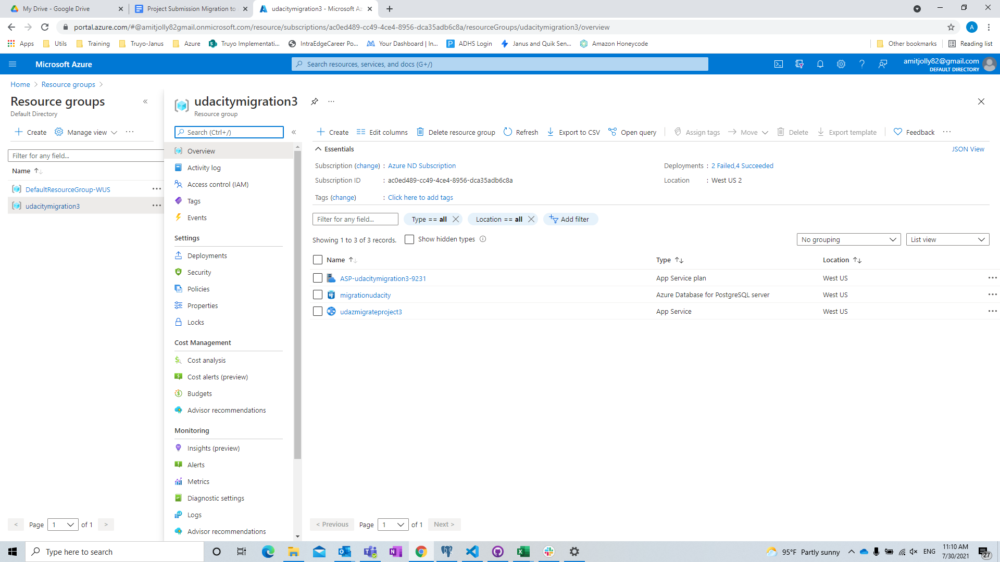 My Drive - Google Drive
Project Submission Migration to
udacitymigration3 - Microsoft Az
portal.azure.com/#@amitjolly82gmail.onmicrosoft.com/resource/subscriptions/ac0ed489-cc49-4ce4-8956-dca35adb6c8a/resourceGroups/udacitymigration3/overview
A
Apps Utils Training Truyo-Janus Azure Truyo Implementati... IntraEdgeCareer Po... Your Dashboard | In... ADHS Login Janus and Quik Sen... Amazon Honeycode Other bookmarks Reading list
Microsoft Azure
Search resources, services, and docs (G+/)
amitjolly82@gmail.com
DEFAULT DIRECTORY
Home > Resource groups >
Resource groups
Default Directory
Create Manage view ...
Filter for any field...
Name
DefaultResourceGroup-WUS
udacitymigration3
< Page 1 of 1 >
udacitymigration3
Resource group
Search (Ctrl+/)
Overview
Activity log
Access control (IAM)
Tags
Events
Settings
Deployments
Security
Policies
Properties
Locks
Cost Management
Cost analysis
Cost alerts (preview)
Budgets
Advisor recommendations
Monitoring
Insights (preview)
Alerts
Metrics
Diagnostic settings
Logs
Advisor recommendations
Create Edit columns Delete resource group Refresh Export to CSV Open query Assign tags Move Delete Export template Feedback ...
Essentials
JSON View
Subscription (change) : Azure ND Subscription
Deployments : 2 Failed,4 Succeeded
Subscription ID : ac0ed489-cc49-4ce4-8956-dca35adb6c8a
Location : West US 2
Tags (change) : Click here to add tags
Filter for any field... Type == all Location == all Add filter
Showing 1 to 3 of 3 records. Show hidden types
No grouping List view
Name Type Location
ASP-udacitymigration3-9231 App Service plan West US
migrationudacity Azure Database for PostgreSQL server West US
udazmigrateproject3 App Service West US
< Previous Page 1 of 1 Next >
Type here to search
95°F Partly sunny
ENG
11:10 AM
7/30/2021
27